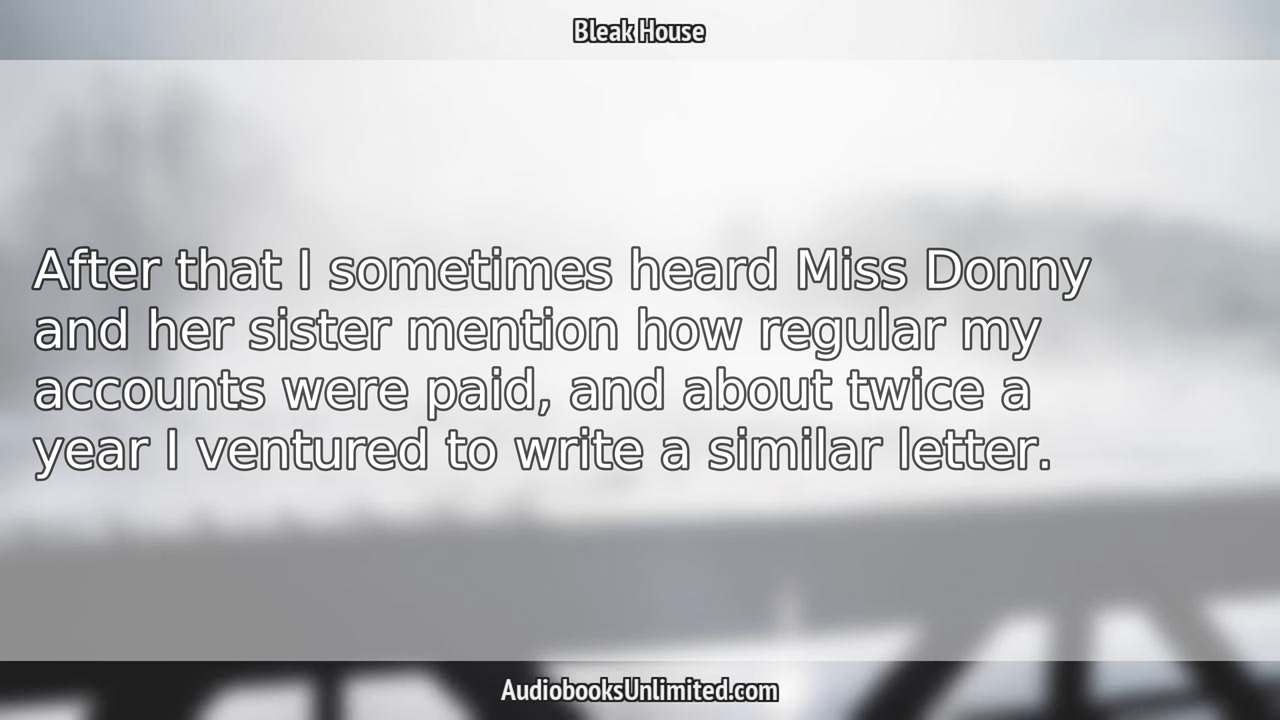 Bleak House
After that I sometimes heard Miss Donny
and her sister mention how regular my
accounts were paid, and about twice a
year I ventured to write a similar letter.
AudiobooksUnlimited.com